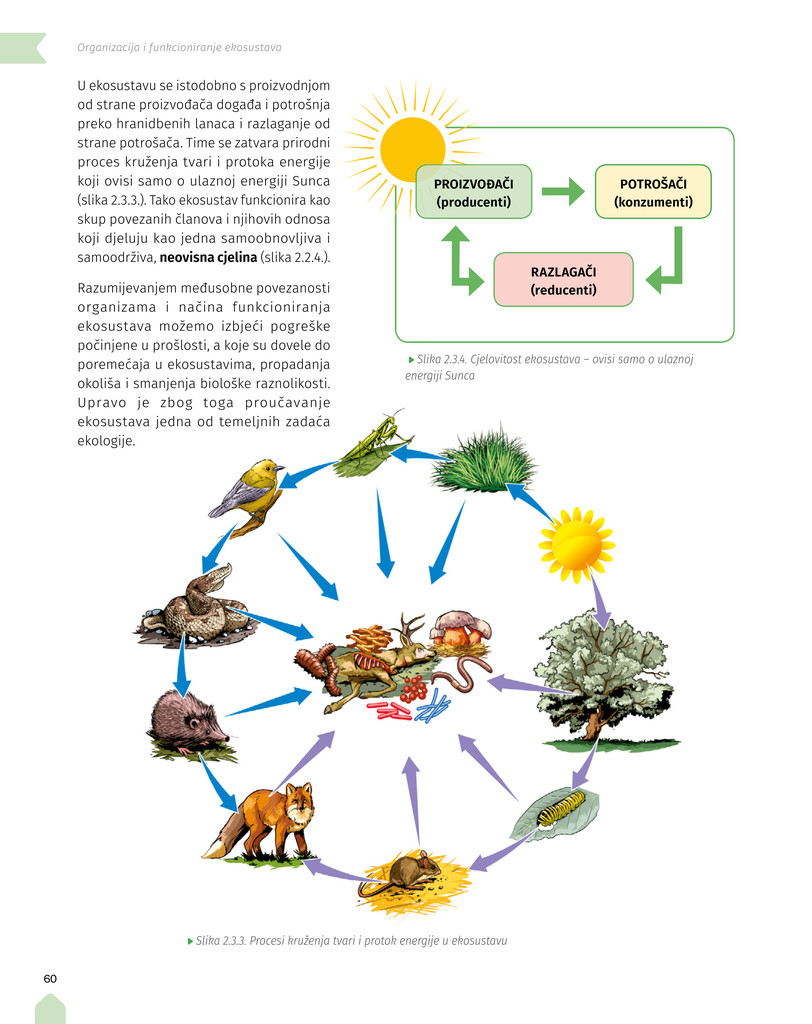 Organizacija i funkcioniranje ekosustava
U ekosustavu se istodobno s proizvodnjom
od strane proizvođača događa i potrošnja
preko hranidbenih lanaca i razlaganje od
strane potrošača. Time se zatvara prirodni
proces kruženja tvari i protoka energije
koji ovisi samo o ulaznoj energiji Sunca
(slika 2.3.3.). Tako ekosustav funkcionira kao
skup povezanih članova i njihovih odnosa
koji djeluju kao jedna samoobnovljiva i
samoodrživa, neovisna cjelina (slika 2.2.4.).
Razumijevanjem međusobne povezanosti
organizama i načina funkcioniranja
ekosustava možemo izbjeći pogreške
počinjene u prošlosti, a koje su dovele do
poremećaja u ekosustavima, propadanja
okoliša i smanjenja biološke raznolikosti.
Upravo je zbog toga proučavanje
ekosustava jedna od temeljnih zadaća
ekologije.
PROIZVOĐAČI
(producenti)
POTROŠAČI
(konzumenti)
RAZLAGAČI
(reducenti)
Slika 2.3.4. Cjelovitost ekosustava – ovisi samo o ulaznoj
energiji Sunca
Slika 2.3.3. Procesi kruženja tvari i protok energije u ekosustavu
60